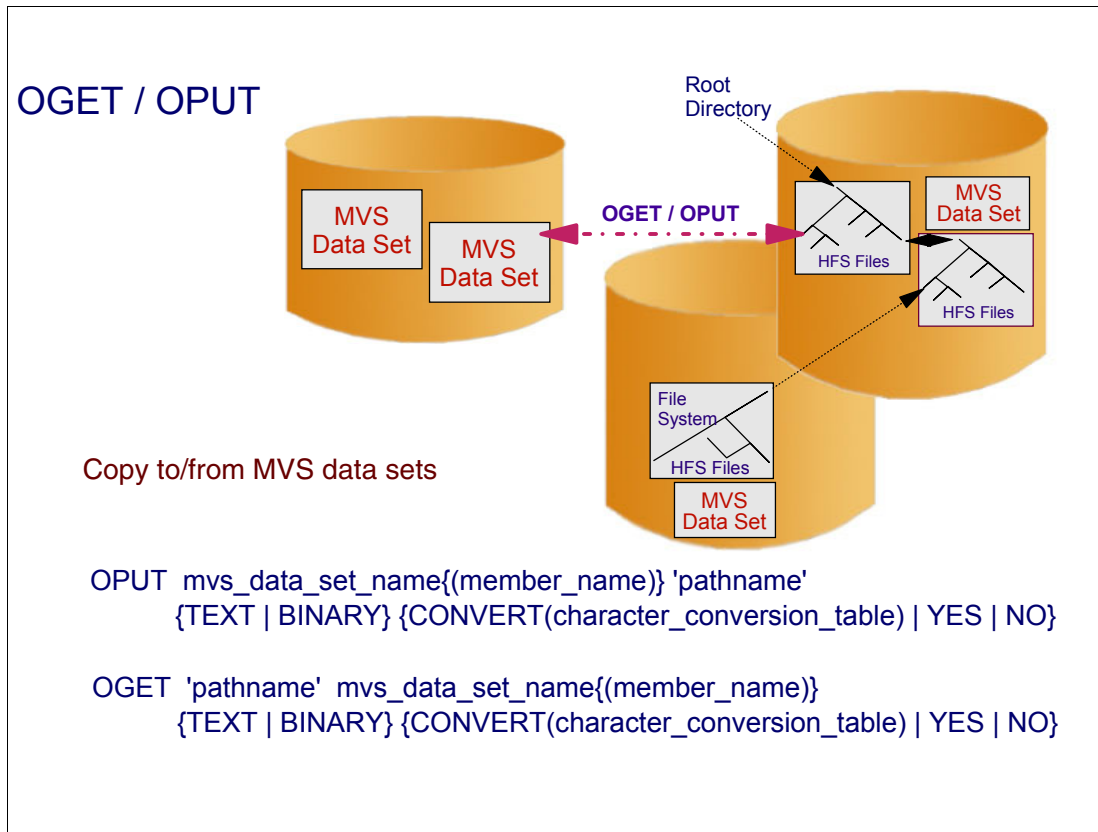 OGET / OPUT
Root
Directory
MVS
Data Set
MVS
Data Set
OGET / OPUT
HFS Files
MVS
Data Set
HFS Files
File
System
HFS Files
MVS
Data Set
Copy to/from MVS data sets
OPUT mvs_data_set_name{(member_name)} 'pathname'
{TEXT | BINARY} {CONVERT(character_conversion_table) | YES | NO}
OGET 'pathname' mvs_data_set_name{(member_name)}
{TEXT | BINARY} {CONVERT(character_conversion_table) | YES | NO}